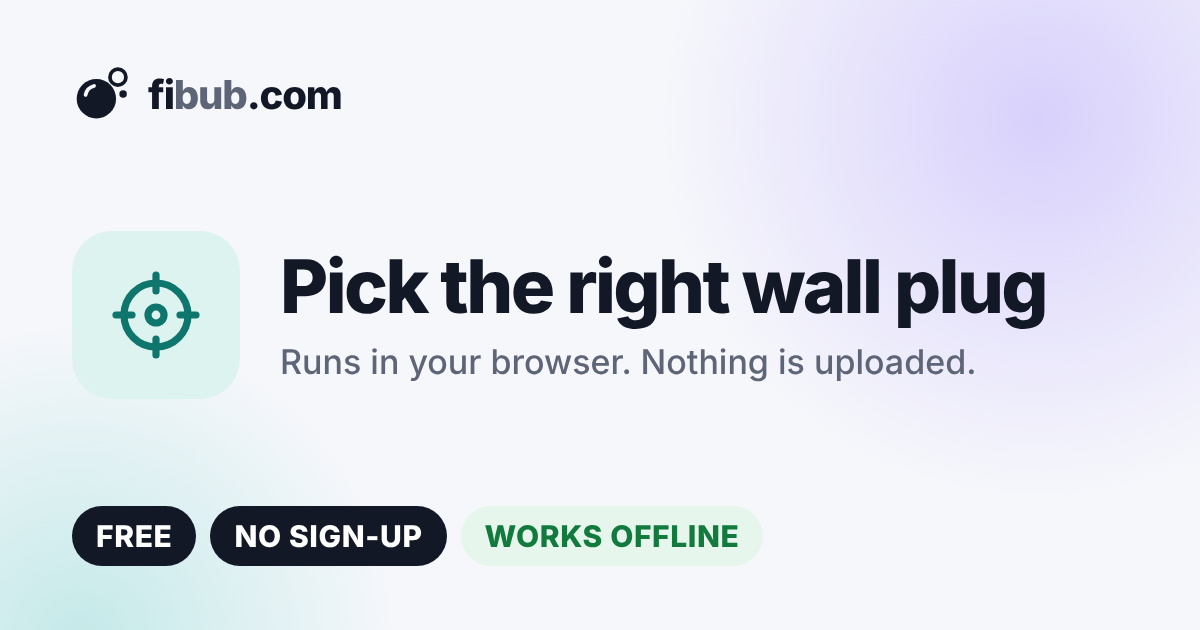 fibub.com
Pick the right wall plug
Runs in your browser. Nothing is uploaded.
FREE NO SIGN-UP WORKS OFFLINE